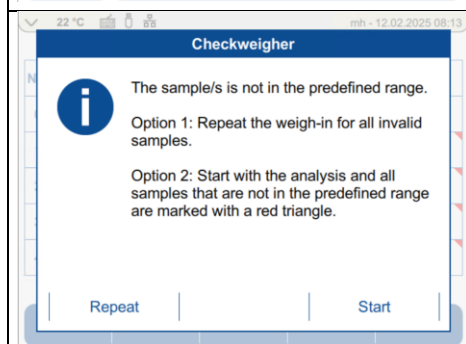 22 °C
mh - 12.02.2025 08:13
Checkweigher
The sample/s is not in the predefined range.
Option 1: Repeat the weigh-in for all invalid
samples.
Option 2: Start with the analysis and all
samples that are not in the predefined range
are marked with a red triangle.
Repeat
Start